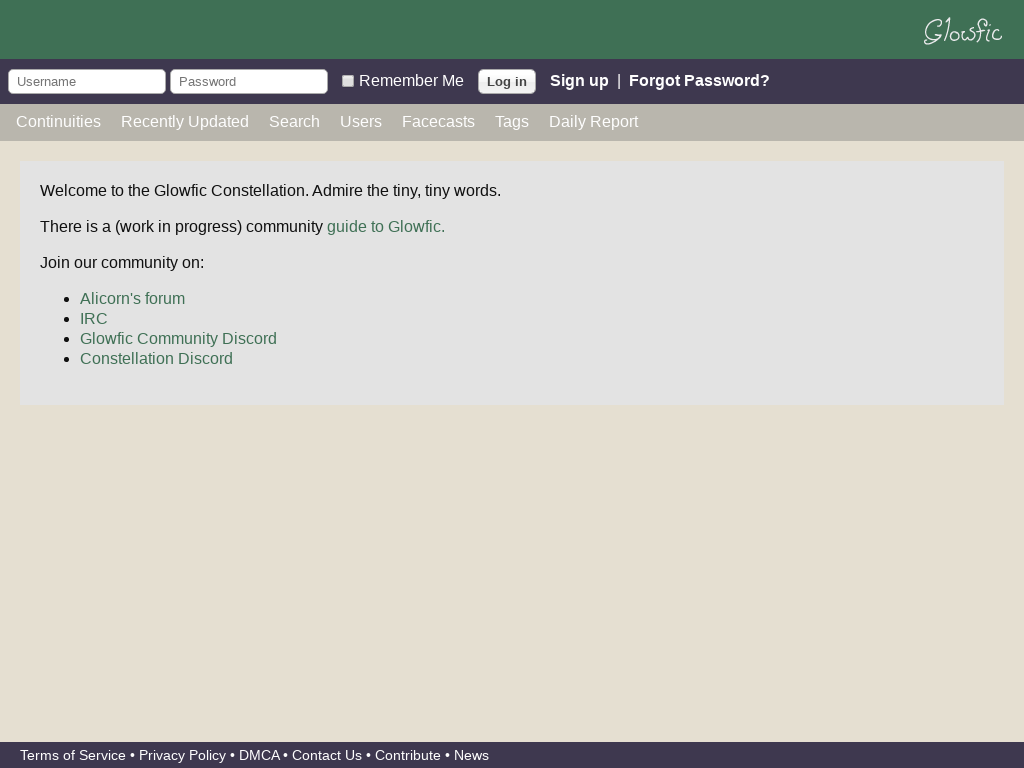 Glowfic
Username Password Remember Me Log in Sign up | Forgot Password?
Continuities Recently Updated Search Users Facecasts Tags Daily Report
Welcome to the Glowfic Constellation. Admire the tiny, tiny words.
There is a (work in progress) community guide to Glowfic.
Join our community on:
• Alicorn's forum
• IRC
• Glowfic Community Discord
• Constellation Discord
Terms of Service • Privacy Policy • DMCA • Contact Us • Contribute • News